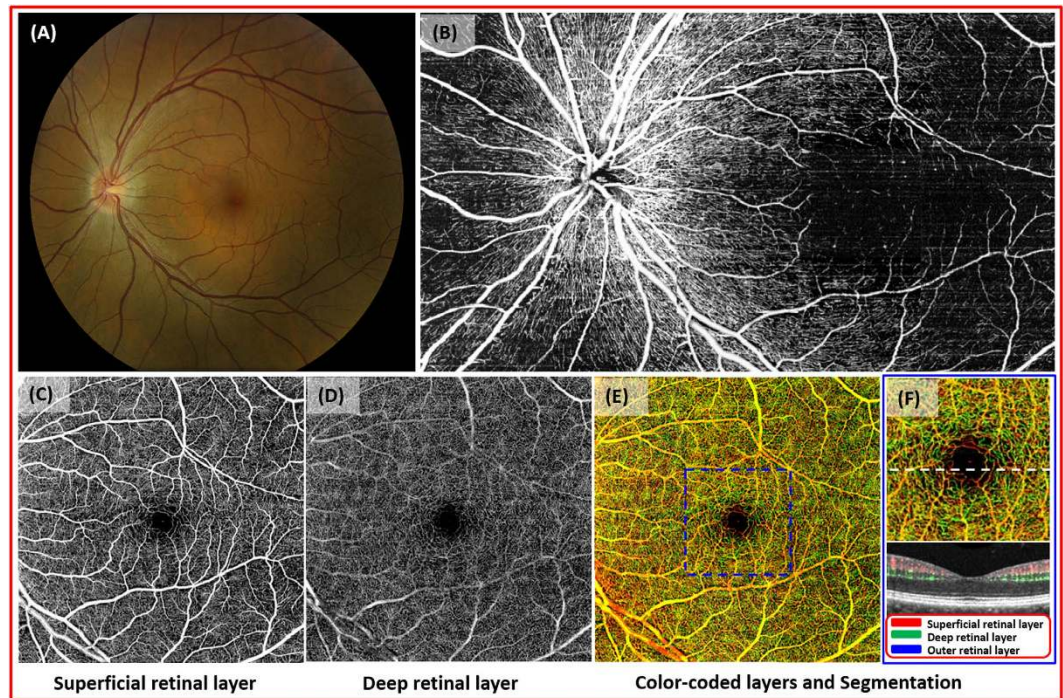 (A)
(B)
(C)
(D)
(E)
(F)
Superficial retinal layer
Deep retinal layer
Outer retinal layer
Superficial retinal layer
Deep retinal layer
Color-coded layers and Segmentation